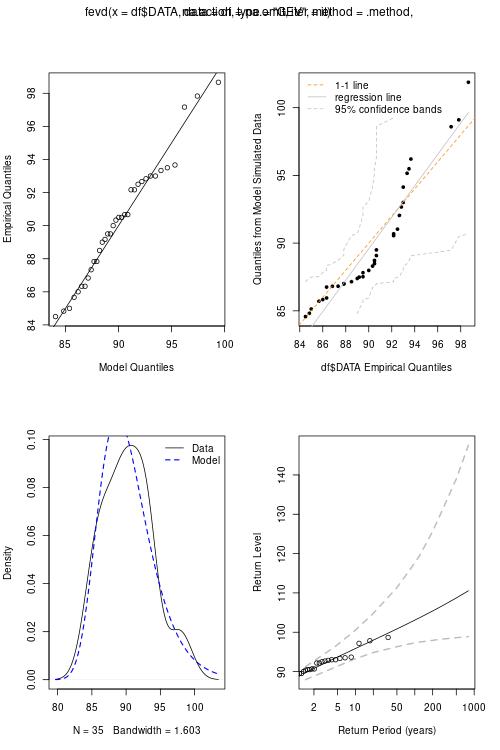 fevd(x = df$DATA,
Empirical Quantiles
84 86 88 90 92 94 96 98
85 90 95 100
Model Quantiles
1-1 line
regression line
95% confidence bands
Quantiles from Model Simulated Data
85 90 95 100
84 86 88 90 92 94 96 98
df$DATA Empirical Quantiles
Data
Model
Density
0.00 0.02 0.04 0.06 0.08 0.10
80 85 90 95 100
N = 35 Bandwidth = 1.603
Return Level
90 100 110 120 130 140
2 5 10 50 200 1000
Return Period (years)